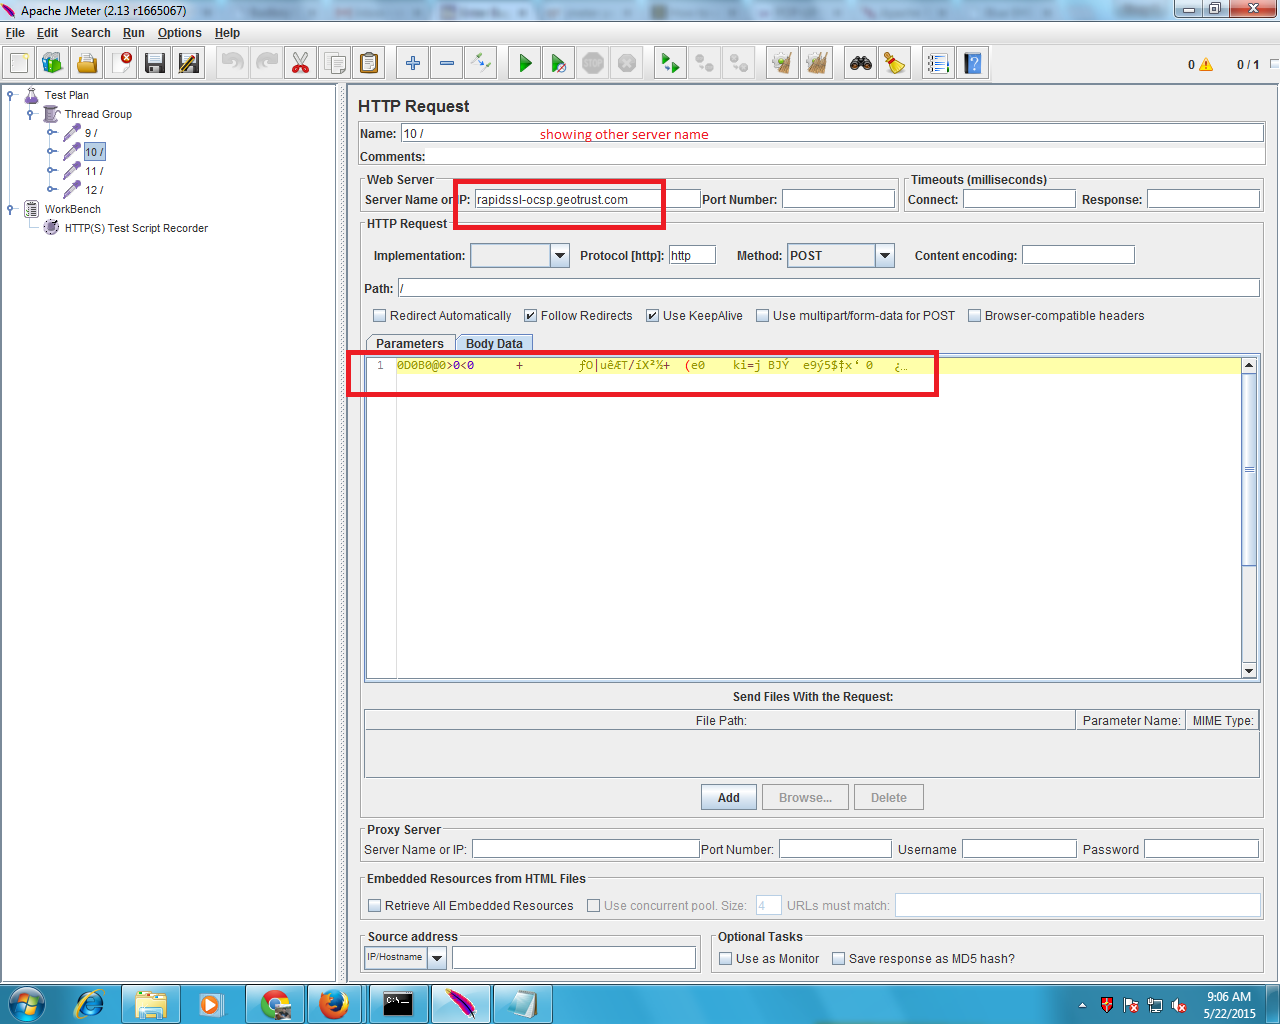 Apache JMeter (2.13 r1665067)
File Edit Search Run Options Help
0 0 / 1
Test Plan
Thread Group
9 /
10 /
11 /
12 /
WorkBench
HTTP(S) Test Script Recorder
HTTP Request
Name: 10 / showing other server name
Comments:
Web Server
Server Name or IP: rapidssl-ocsp.geotrust.com Port Number:
Timeouts (milliseconds)
Connect: Response:
HTTP Request
Implementation: Protocol [http]: http Method: POST Content encoding:
Path: /
Redirect Automatically Follow Redirects Use KeepAlive Use multipart/form-data for POST Browser-compatible headers
Parameters Body Data
1 0D0B0@0>0<0 + ƒO|uêÆT/íX²½+ (e0 ki=j BJÝ e9ý5$‡x‘ 0 ¿…
Send Files With the Request:
File Path: Parameter Name: MIME Type:
Add Browse... Delete
Proxy Server
Server Name or IP: Port Number: Username Password
Embedded Resources from HTML Files
Retrieve All Embedded Resources Use concurrent pool. Size: 4 URLs must match:
Source address
IP/Hostname
Optional Tasks
Use as Monitor Save response as MD5 hash?
9:06 AM
5/22/2015